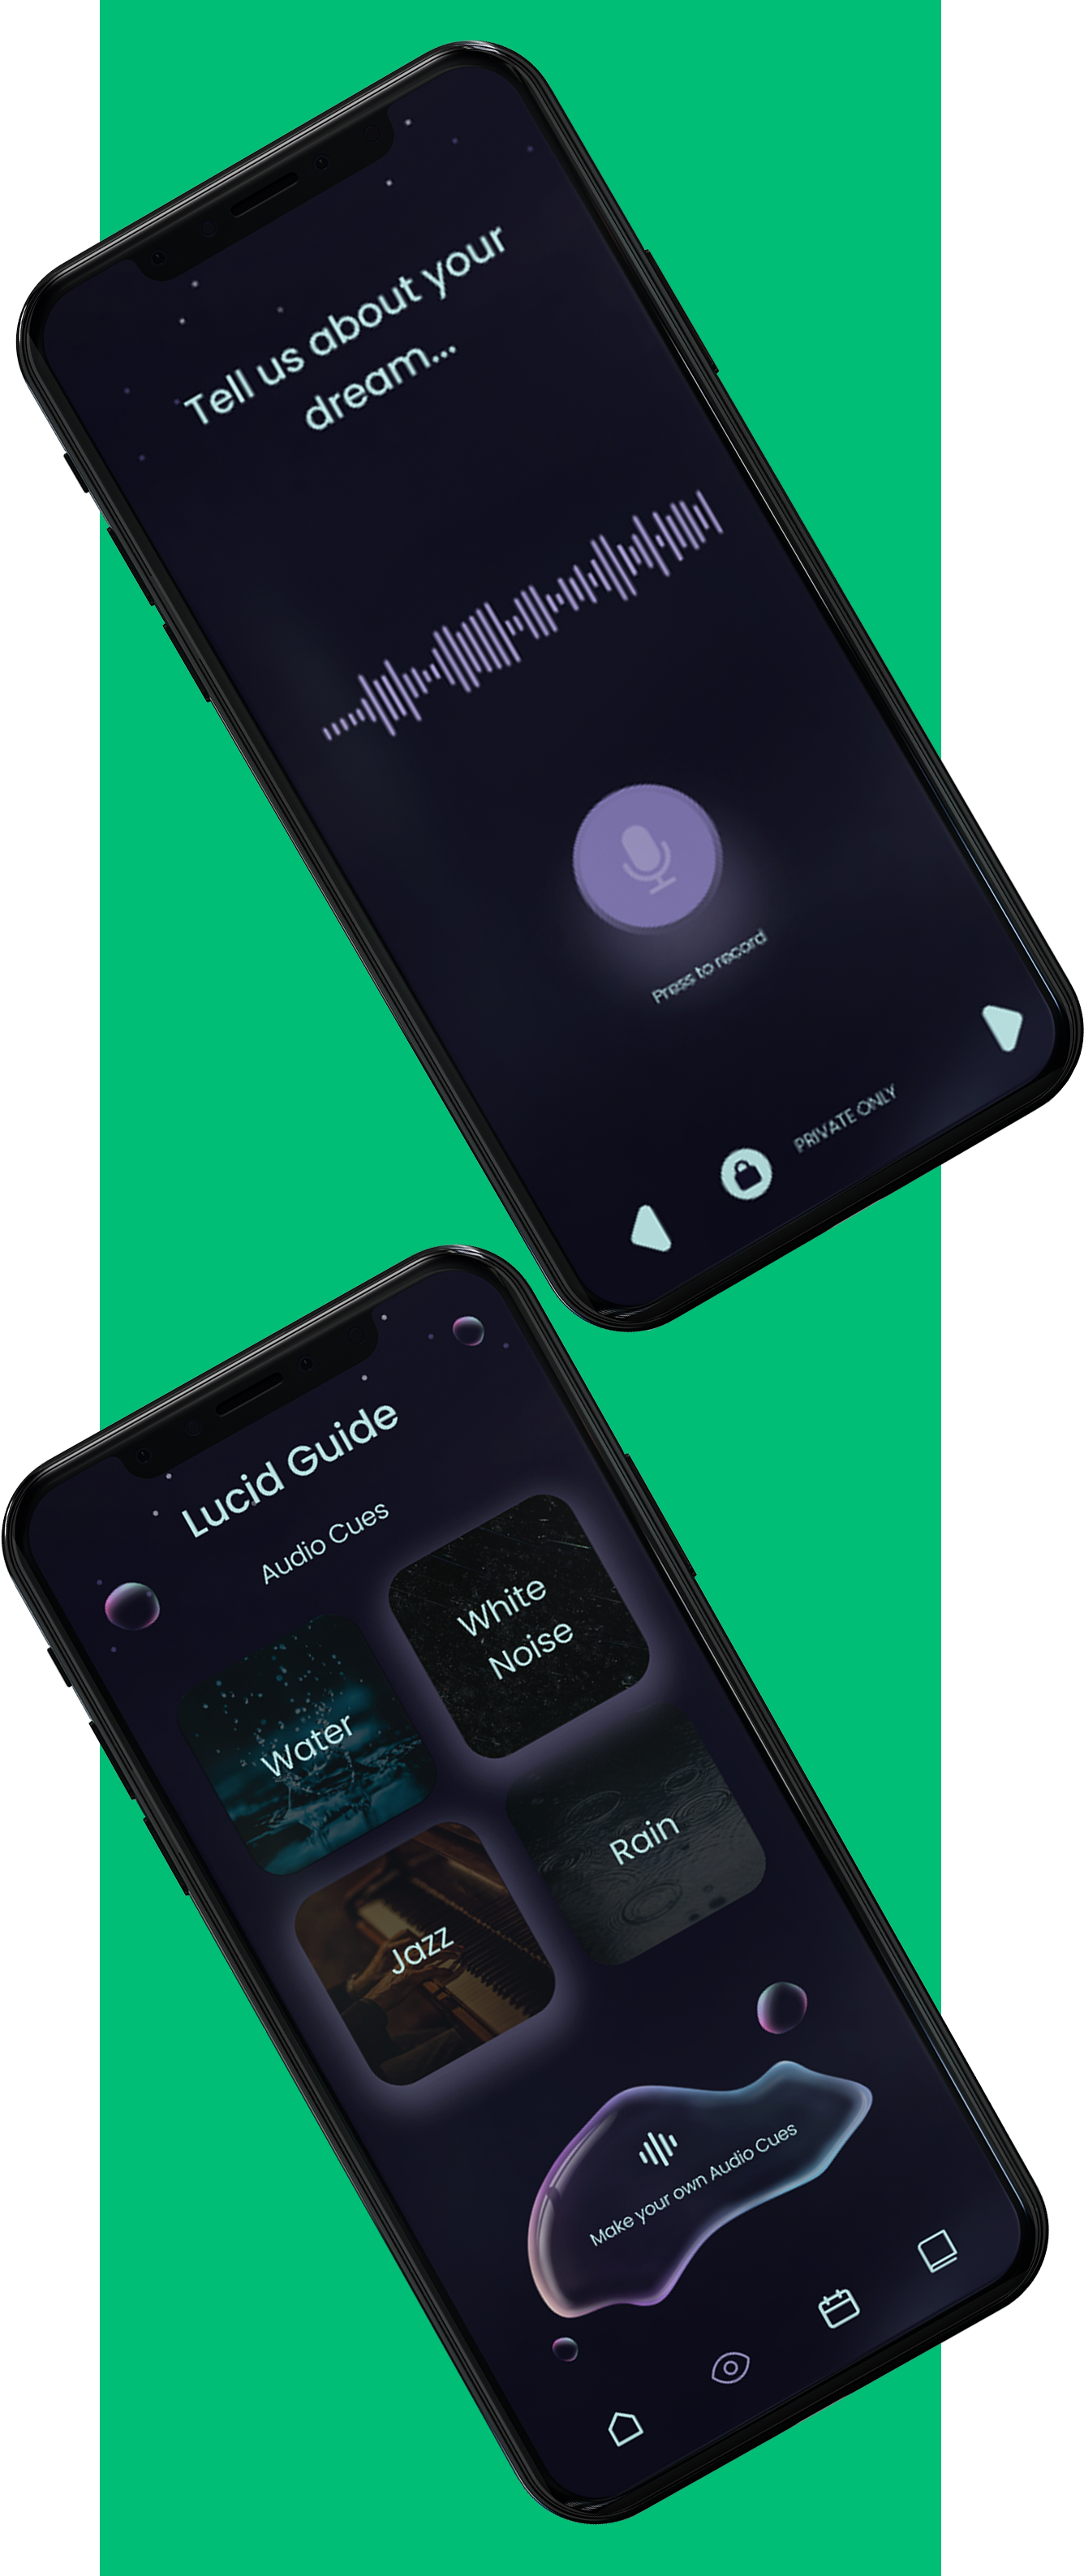 Tell us about your
dream...
Press to record
PRIVATE ONLY
Lucid Guide
Audio Cues
White
Noise
Water
Rain
Jazz
Make your own Audio Cues